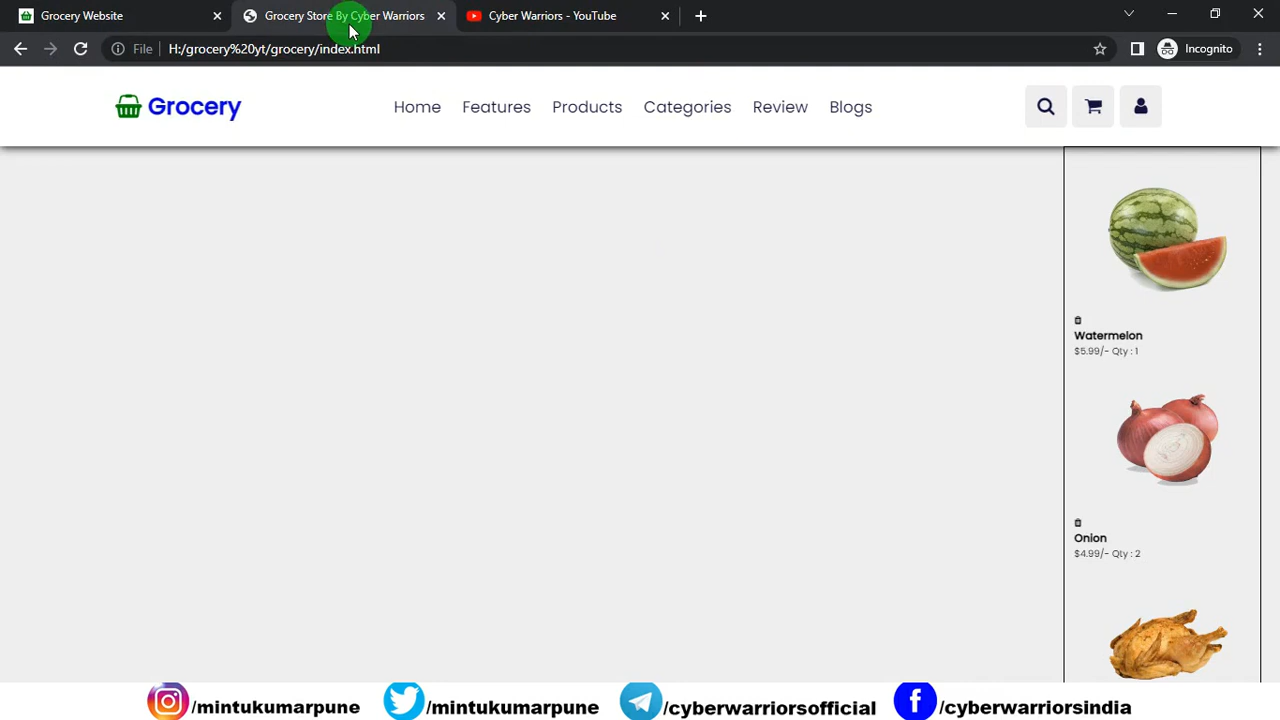 Grocery Website
Grocery Store By Cyber Warriors
Cyber Warriors - YouTube
File
H:/grocery%20yt/grocery/index.html
Incognito
Grocery
Home
Features
Products
Categories
Review
Blogs
Watermelon
$5.99/- Qty : 1
Onion
$4.99/- Qty : 2
/mintukumarpune
/mintukumarpune
/cyberwarriorsofficial
/cyberwarriorsindia